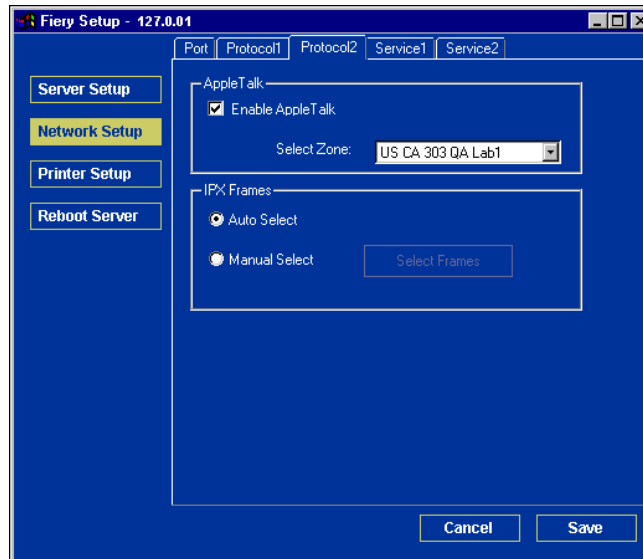 Fiery Setup - 127.0.01
Port Protocol1 Protocol2 Service1 Service2
Server Setup
Network Setup
Printer Setup
Reboot Server
AppleTalk
Enable AppleTalk
Select Zone: US CA 303 QA Lab1
IPX Frames
Auto Select
Manual Select Select Frames
Cancel Save